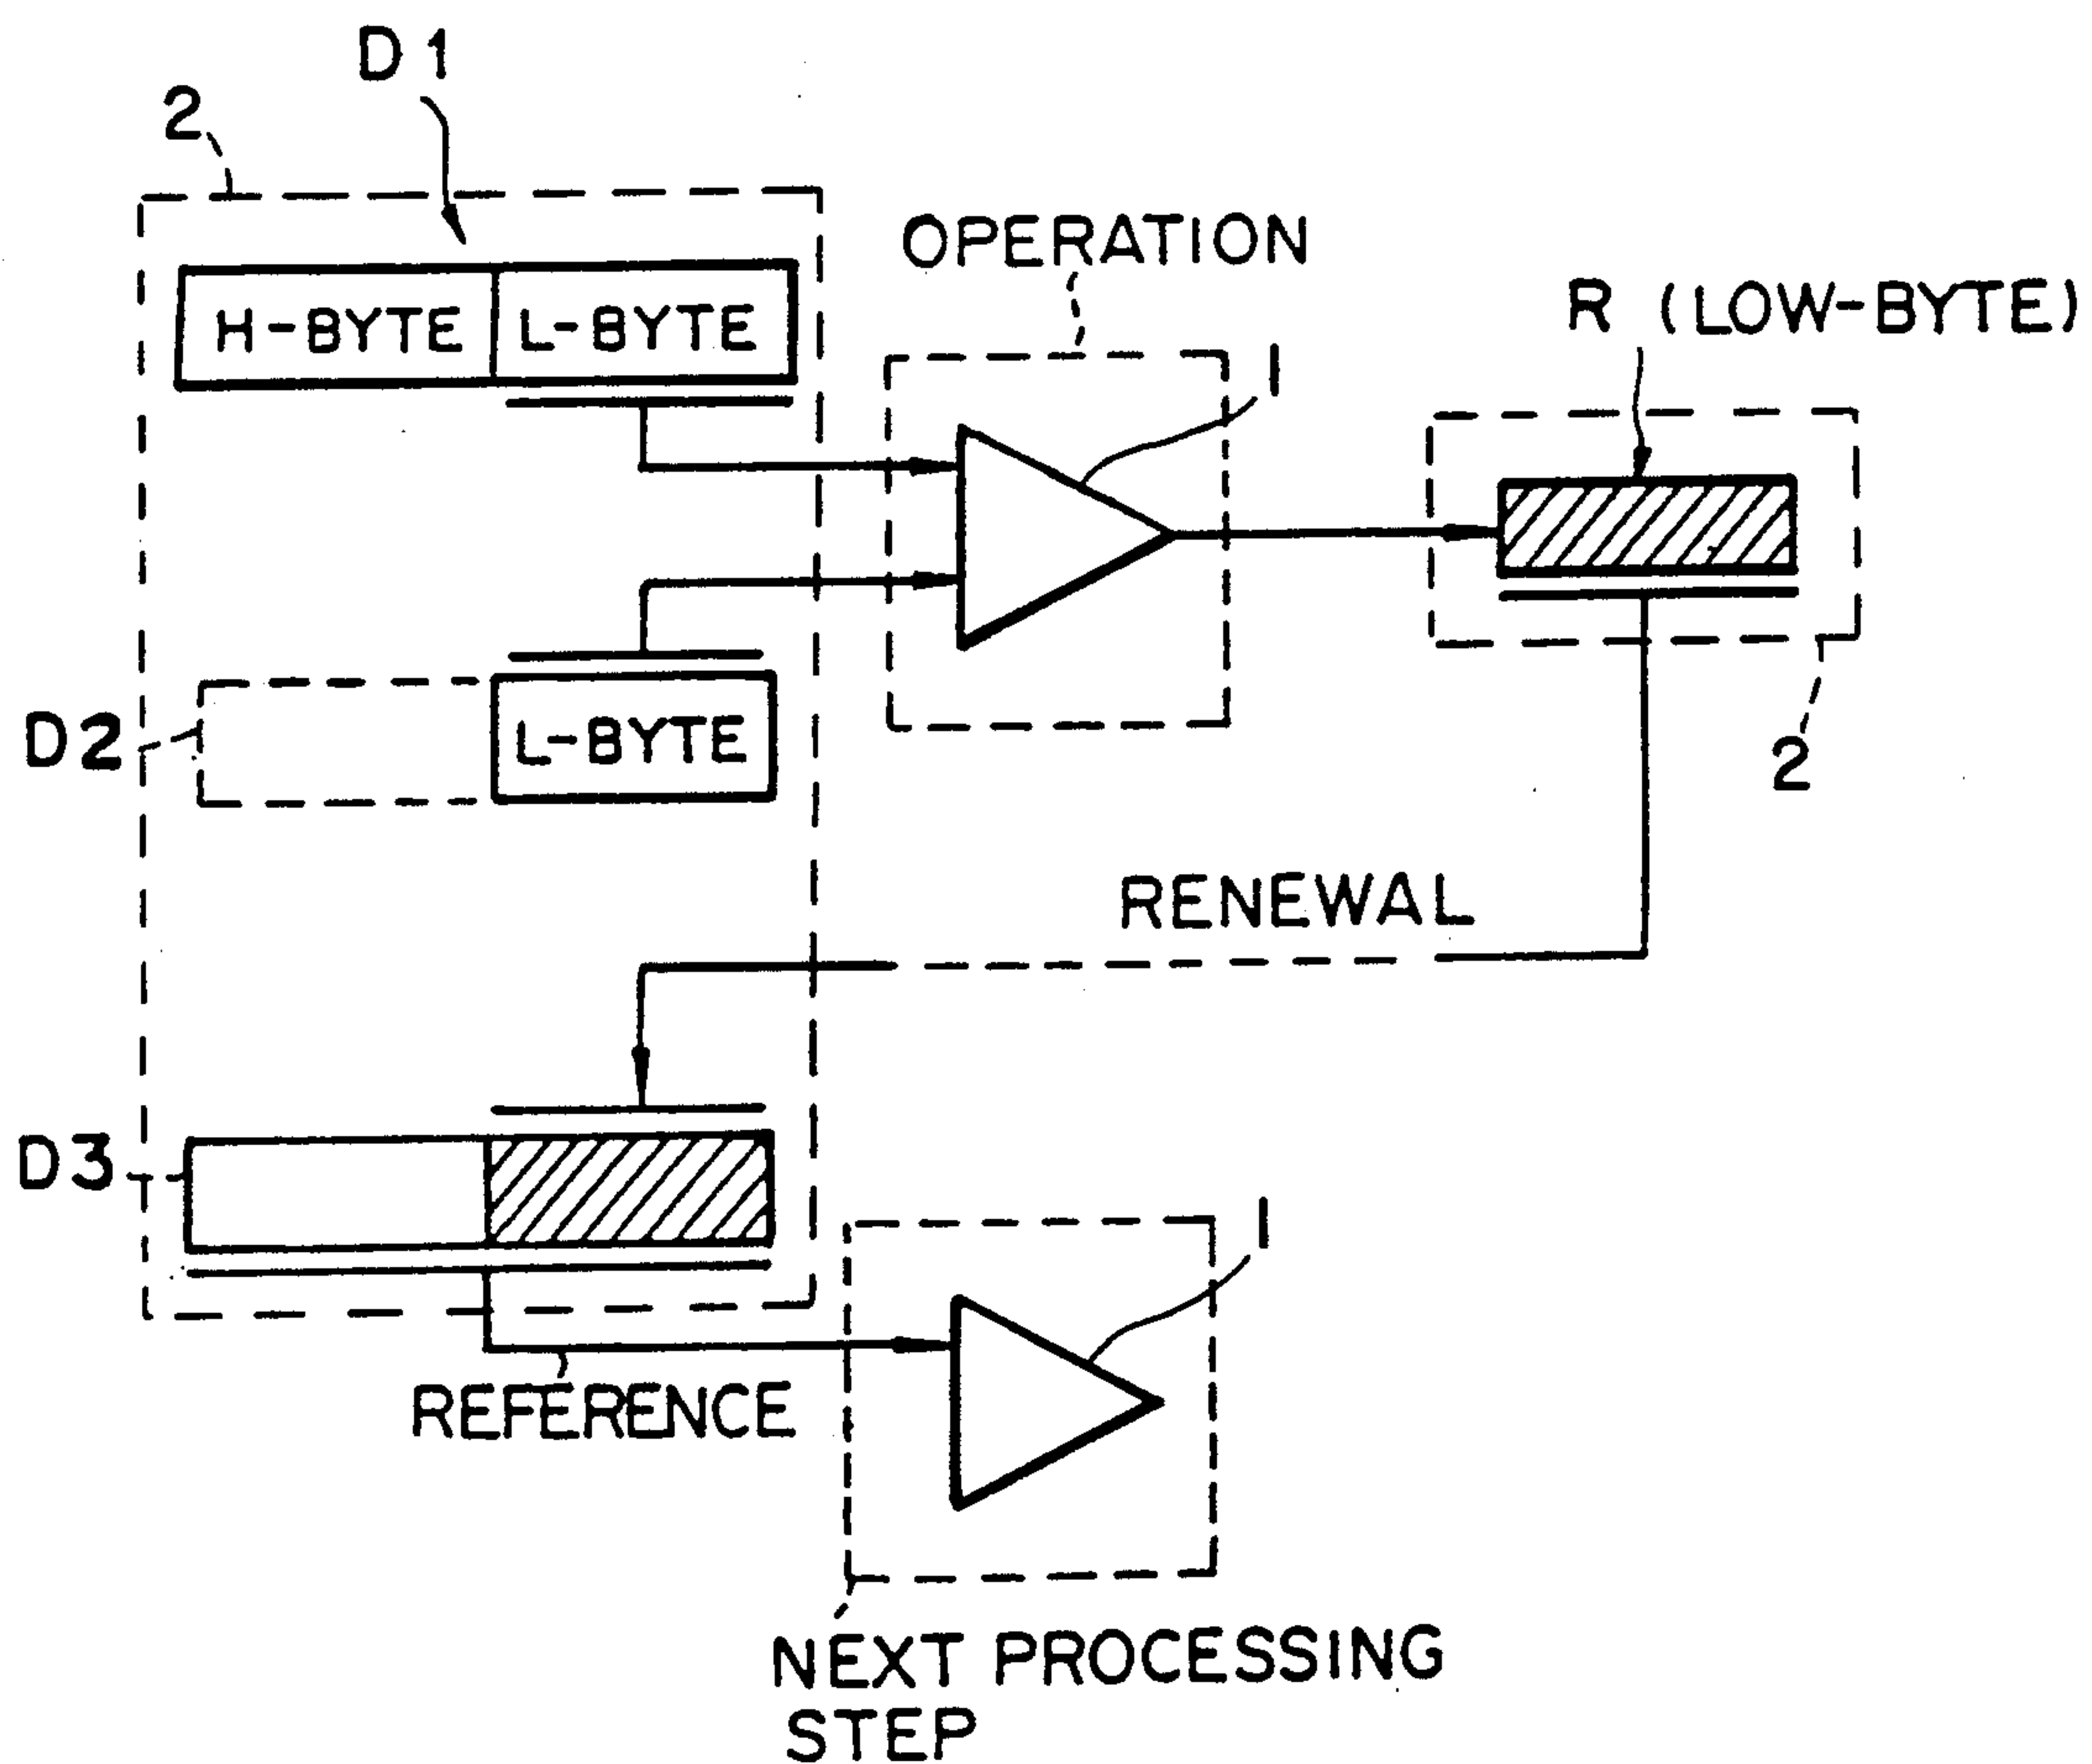 D1
2
OPERATION
R (LOW-BYTE)
H-BYTE
L-BYTE
1
D2
L-BYTE
2
RENEWAL
D3
1
REFERENCE
NEXT PROCESSING
STEP